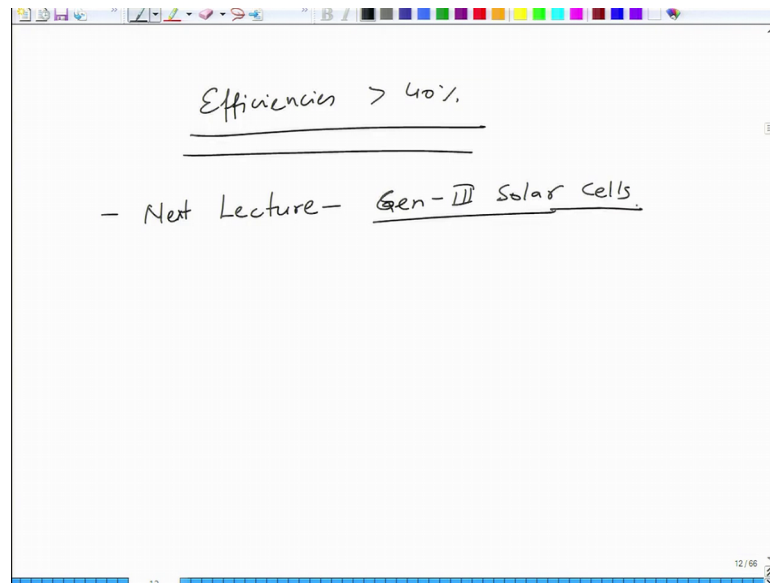 B I
Efficiencies > 40%.
- Next Lecture - Gen-III Solar Cells.
12 / 66